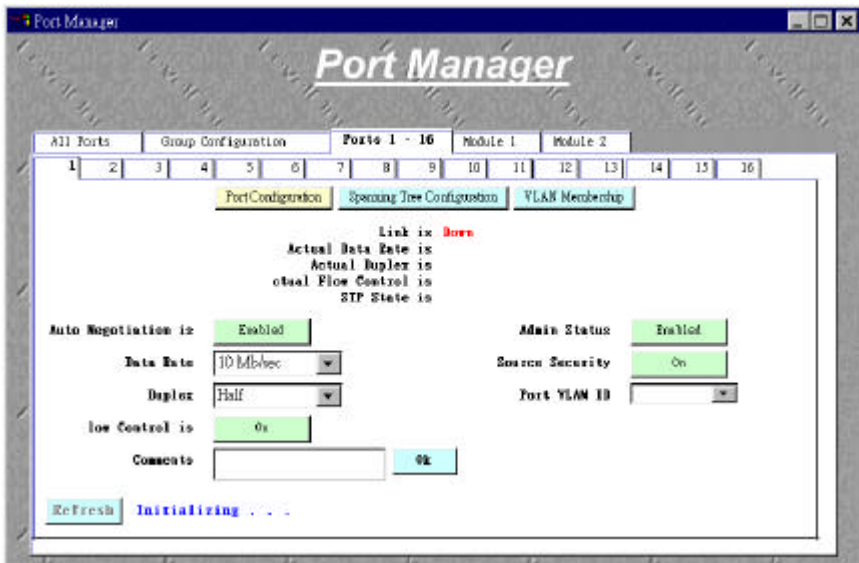 Port Manager
Port Manager
All Ports Group Configuration Ports 1 - 16 Module 1 Module 2
1 2 3 4 5 6 7 8 9 10 11 12 13 14 15 16
Port Configuration Spanning Tree Configuration VLAN Membership
Link is Down
Actual Data Rate is
Actual Duplex is
ctual Flow Control is
STP State is
Auto Negotiation is Enabled Admin Status Enabled
Data Rate 10 Mb/sec Source Security On
Duplex Half Port VLAN ID
low Control is On
Comments Ok
Refresh Initializing . . .